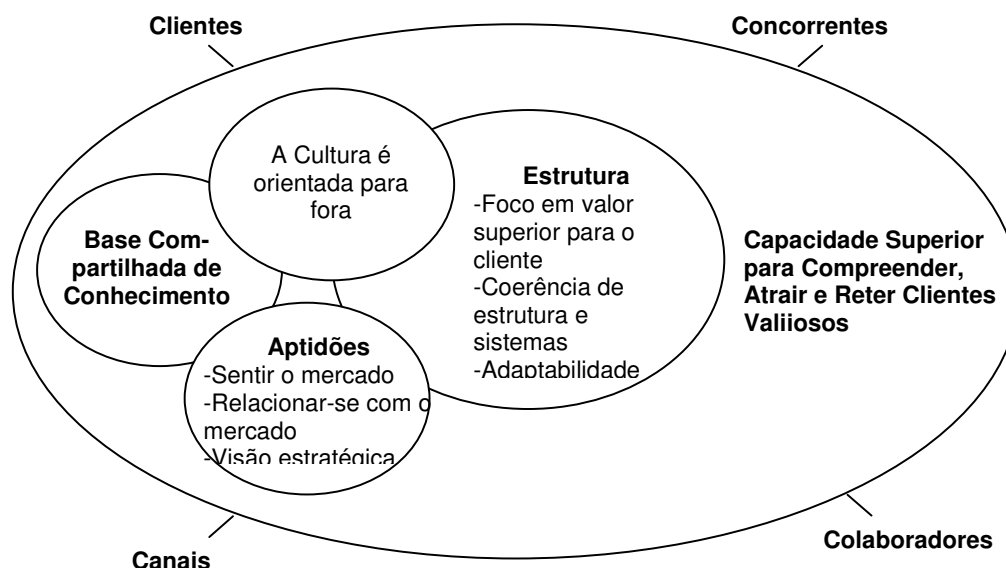 Clientes
Concorrentes
A Cultura é
orientada para
fora
Base Com-
partilhada de
Conhecimento
Estrutura
-Foco em valor
superior para o
cliente
-Coerência de
estrutura e
sistemas
-Adaptabilidade
Capacidade Superior
para Compreender,
Atrair e Reter Clientes
Valiiosos
Aptidões
-Sentir o mercado
-Relacionar-se com o
mercado
-Visão estratégica
Canais
Colaboradores